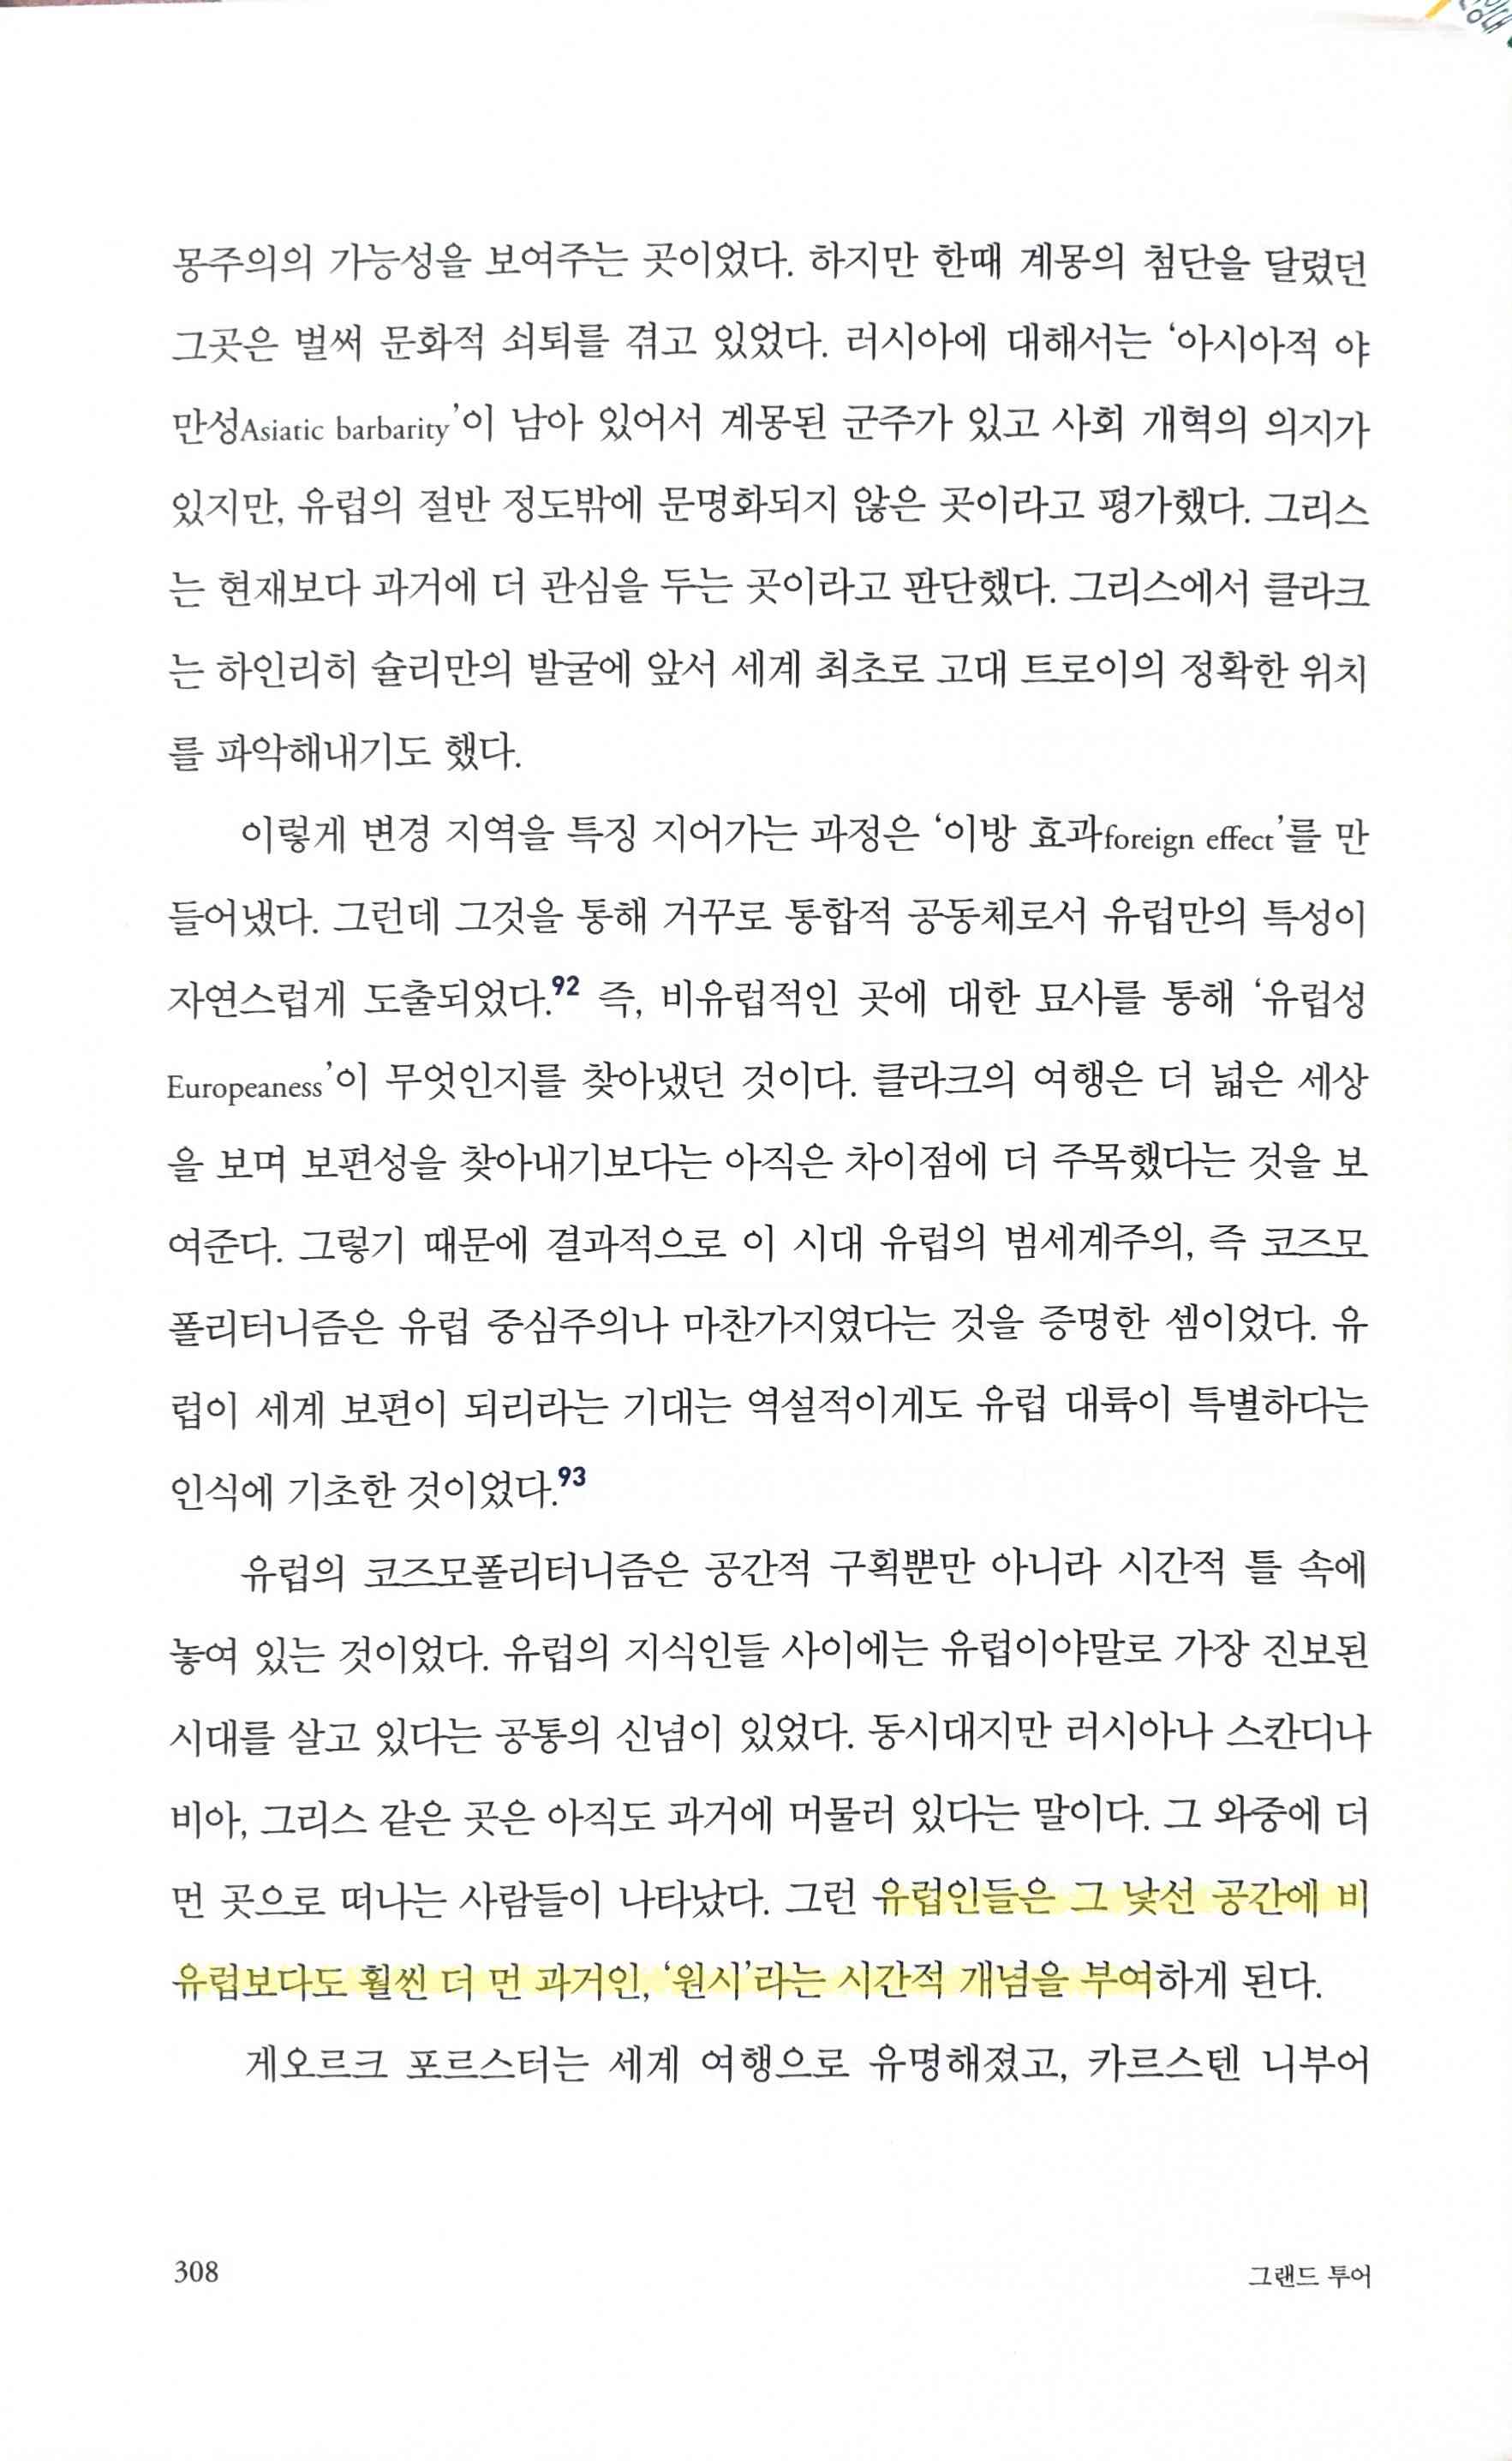 몽주의의 가능성을 보여주는 곳이었다. 하지만 한때 계몽의 첨단을 달렸던
그곳은 벌써 문화적 쇠퇴를 겪고 있었다. 러시아에 대해서는 ‘아시아적 야
만성Asiatic barbarity’이 남아 있어서 계몽된 군주가 있고 사회 개혁의 의지가
있지만, 유럽의 절반 정도밖에 문명화되지 않은 곳이라고 평가했다. 그리스
는 현재보다 과거에 더 관심을 두는 곳이라고 판단했다. 그리스에서 클라크
는 하인리히 슐리만의 발굴에 앞서 세계 최초로 고대 트로이의 정확한 위치
를 파악해내기도 했다.
이렇게 변경 지역을 특징 지어가는 과정은 ‘이방 효과foreign effect’를 만
들어냈다. 그런데 그것을 통해 거꾸로 통합적 공동체로서 유럽만의 특성이
자연스럽게 도출되었다.92 즉, 비유럽적인 곳에 대한 묘사를 통해 ‘유럽성
Europeaness’이 무엇인지를 찾아냈던 것이다. 클라크의 여행은 더 넓은 세상
을 보며 보편성을 찾아내기보다는 아직은 차이점에 더 주목했다는 것을 보
여준다. 그렇기 때문에 결과적으로 이 시대 유럽의 범세계주의, 즉 코즈모
폴리터니즘은 유럽 중심주의나 마찬가지였다는 것을 증명한 셈이었다. 유
럽이 세계 보편이 되리라는 기대는 역설적이게도 유럽 대륙이 특별하다는
인식에 기초한 것이었다.93
유럽의 코즈모폴리터니즘은 공간적 구획뿐만 아니라 시간적 틀 속에
놓여 있는 것이었다. 유럽의 지식인들 사이에는 유럽이야말로 가장 진보된
시대를 살고 있다는 공통의 신념이 있었다. 동시대지만 러시아나 스칸디나
비아, 그리스 같은 곳은 아직도 과거에 머물러 있다는 말이다. 그 와중에 더
먼 곳으로 떠나는 사람들이 나타났다. 그런 유럽인들은 그 낯선 공간에 비
유럽보다도 훨씬 더 먼 과거인, ‘원시’라는 시간적 개념을 부여하게 된다.
게오르크 포르스터는 세계 여행으로 유명해졌고, 카르스텐 니부어
308
그랜드 투어